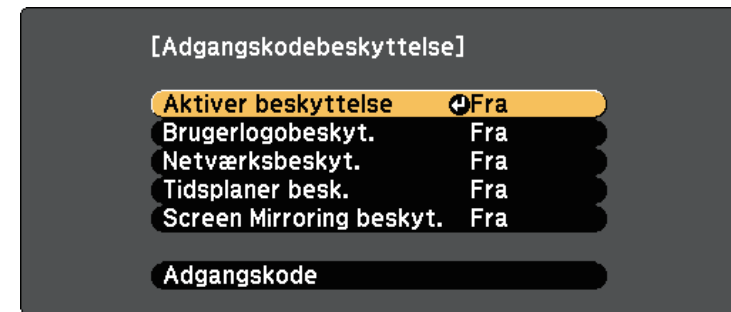 [Adgangskodebeskyttelse]
Aktiver beskyttelse Fra
Brugerlogobeskyt. Fra
Netværksbeskyt. Fra
Tidsplaner besk. Fra
Screen Mirroring beskyt. Fra
Adgangskode